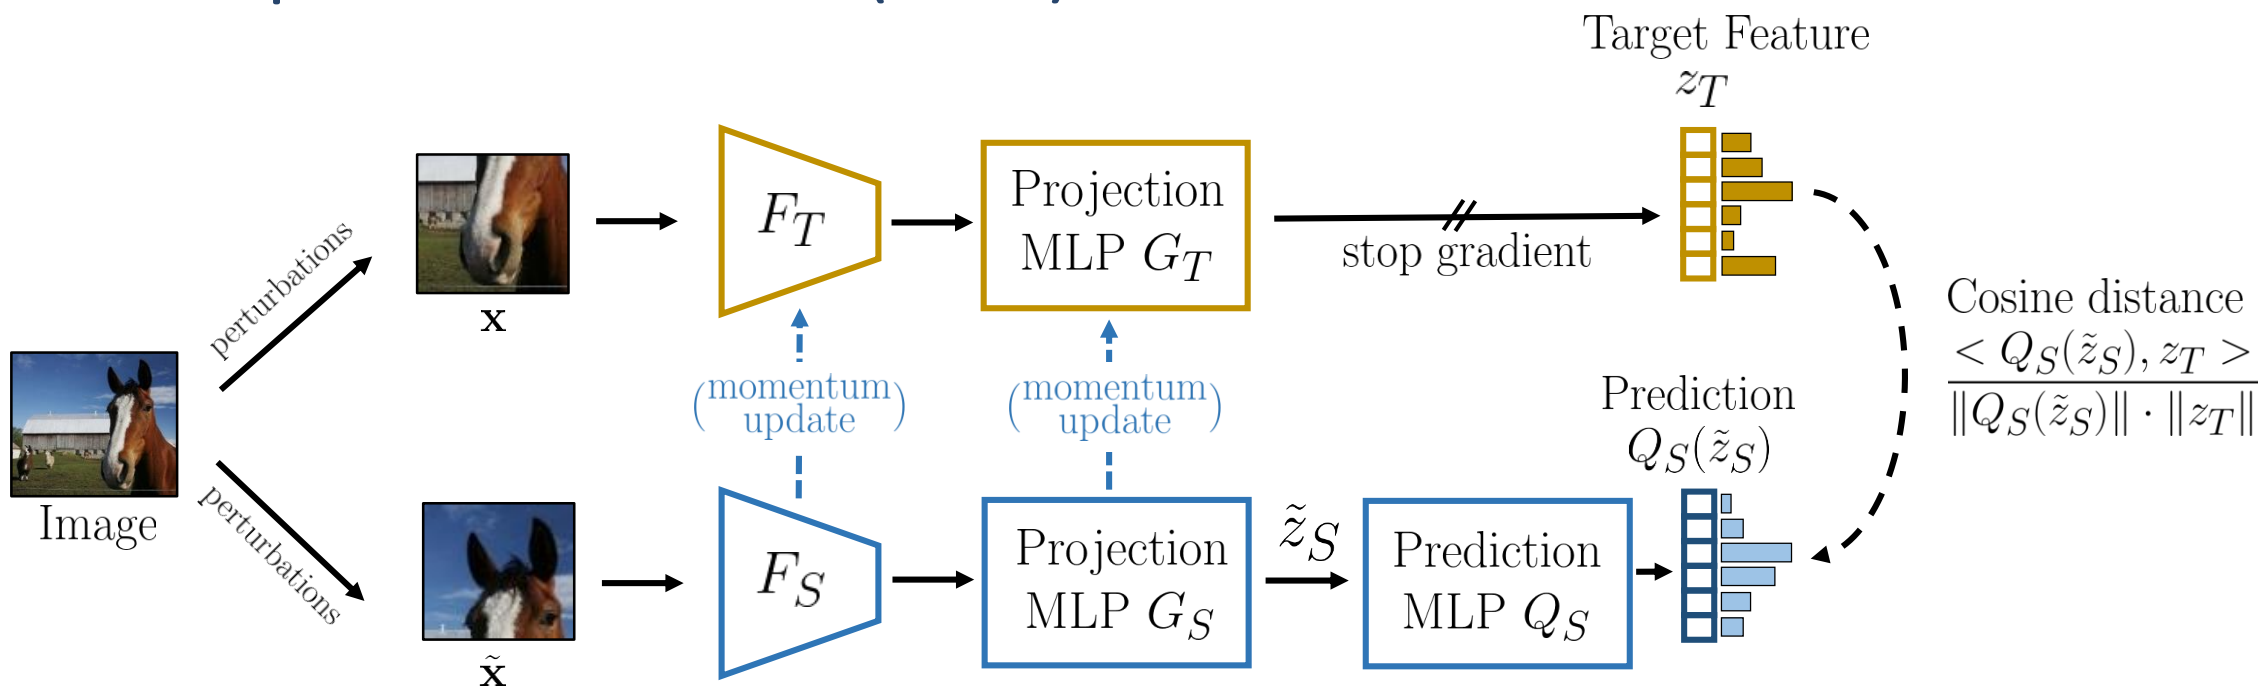 Target Feature
z_T
perturbations
x
F_T
Projection
MLP G_T
stop gradient
Cosine distance
< Q_S(z̃_S), z_T >
‖Q_S(z̃_S)‖ · ‖z_T‖
(momentum update)
(momentum update)
Image
perturbations
x̃
F_S
Projection
MLP G_S
z̃_S
Prediction
MLP Q_S
Prediction
Q_S(z̃_S)